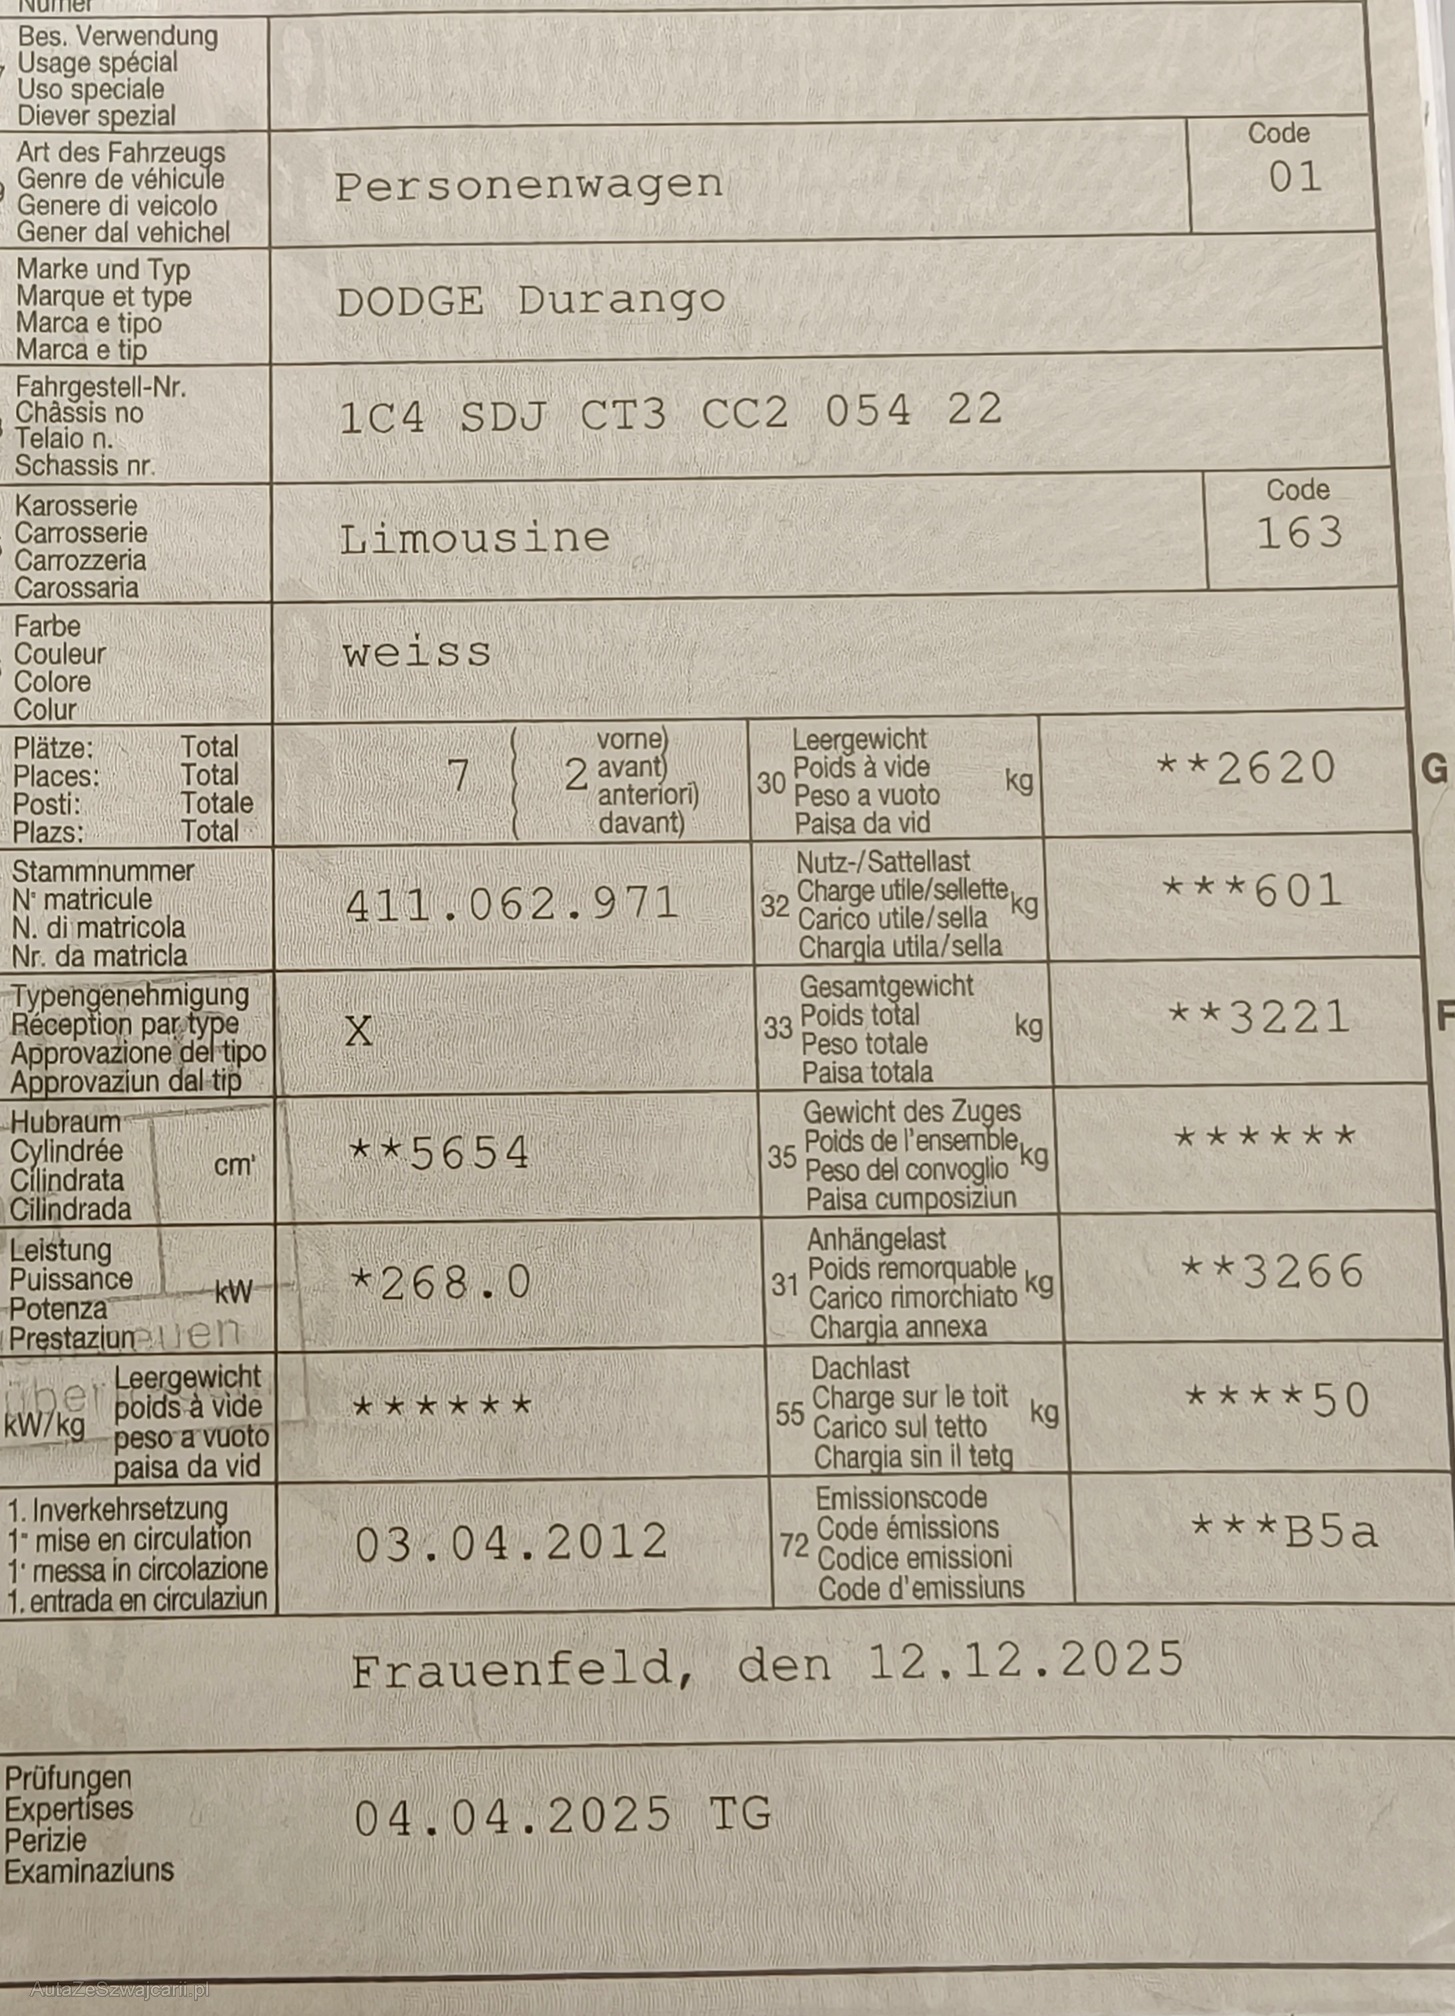 Numer
Bes. Verwendung
Usage spécial
Uso speciale
Diever spezial
Art des Fahrzeugs
Genre de véhicule
Genere di veicolo
Gener dal vehichel
Personenwagen
Code
01
Marke und Typ
Marque et type
Marca e tipo
Marca e tip
DODGE Durango
Fahrgestell-Nr.
Châssis no
Telaio n.
Schassis nr.
1C4 SDJ CT3 CC2 054 22
Karosserie
Carrosserie
Carrozzeria
Carossaria
Limousine
Code
163
Farbe
Couleur
Colore
Colur
weiss
Plätze: Total
Places: Total
Posti: Totale
Plazs: Total
7
2
vorne)
avant)
anteriori)
davant)
30
Leergewicht
Poids à vide
Peso a vuoto
Paisa da vid
kg
**2620
G
Stammnummer
N° matricule
N. di matricola
Nr. da matricla
411.062.971
32
Nutz-/Sattellast
Charge utile/sellette
Carico utile/sella
Chargia utila/sella
kg
***601
Typengenehmigung
Réception par type
Approvazione del tipo
Approvaziun dal tip
X
33
Gesamtgewicht
Poids total
Peso totale
Paisa totala
kg
**3221
F
Hubraum
Cylindrée
Cilindrata
Cilindrada
cm³
**5654
35
Gewicht des Zuges
Poids de l'ensemble
Peso del convoglio
Paisa cumposiziun
kg
******
Leistung
Puissance
Potenza
Prestaziun
kW
*268.0
31
Anhängelast
Poids remorquable
Carico rimorchiato
Chargia annexa
kg
**3266
kW/kg
Leergewicht
poids à vide
peso a vuoto
paisa da vid
******
55
Dachlast
Charge sur le toit
Carico sul tetto
Chargia sin il tetg
kg
****50
1. Inverkehrsetzung
1re mise en circulation
1a messa in circolazione
1. entrada en circulaziun
03.04.2012
72
Emissionscode
Code émissions
Codice emissioni
Code d'emissiuns
***B5a
Frauenfeld, den 12.12.2025
Prüfungen
Expertises
Perizie
Examinaziuns
04.04.2025 TG
AutaZeSzwajcarii.pl